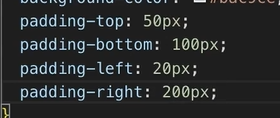 padding-top: 50px;
padding-bottom: 100px;
padding-left: 20px;
padding-right: 200px;
}